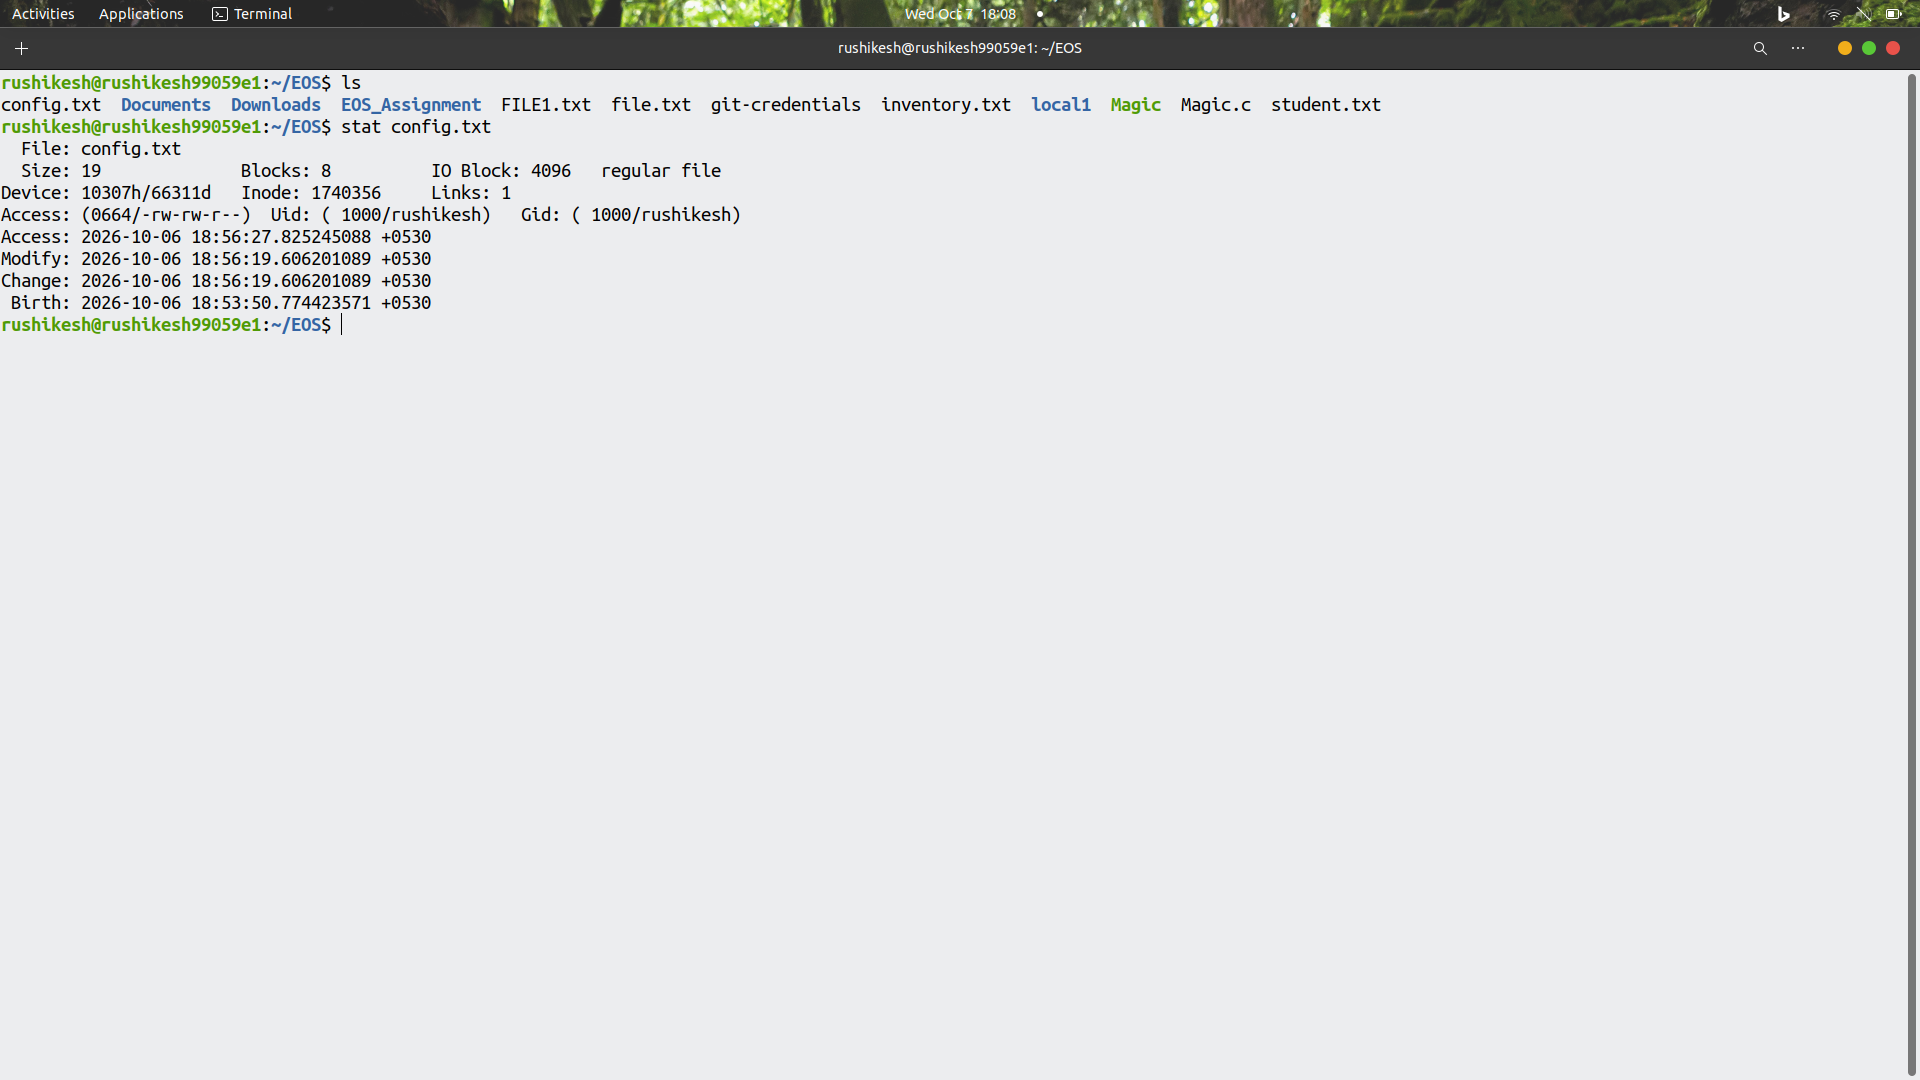 Activities Applications Terminal Wed Oct 7 18:08
rushikesh@rushikesh99059e1: ~/EOS
rushikesh@rushikesh99059e1:~/EOS$ ls
config.txt  Documents  Downloads  EOS_Assignment  FILE1.txt  file.txt  git-credentials  inventory.txt  local1  Magic  Magic.c  student.txt
rushikesh@rushikesh99059e1:~/EOS$ stat config.txt
  File: config.txt
  Size: 19              Blocks: 8          IO Block: 4096   regular file
Device: 10307h/66311d   Inode: 1740356     Links: 1
Access: (0664/-rw-rw-r--)  Uid: ( 1000/rushikesh)   Gid: ( 1000/rushikesh)
Access: 2026-10-06 18:56:27.825245088 +0530
Modify: 2026-10-06 18:56:19.606201089 +0530
Change: 2026-10-06 18:56:19.606201089 +0530
 Birth: 2026-10-06 18:53:50.774423571 +0530
rushikesh@rushikesh99059e1:~/EOS$